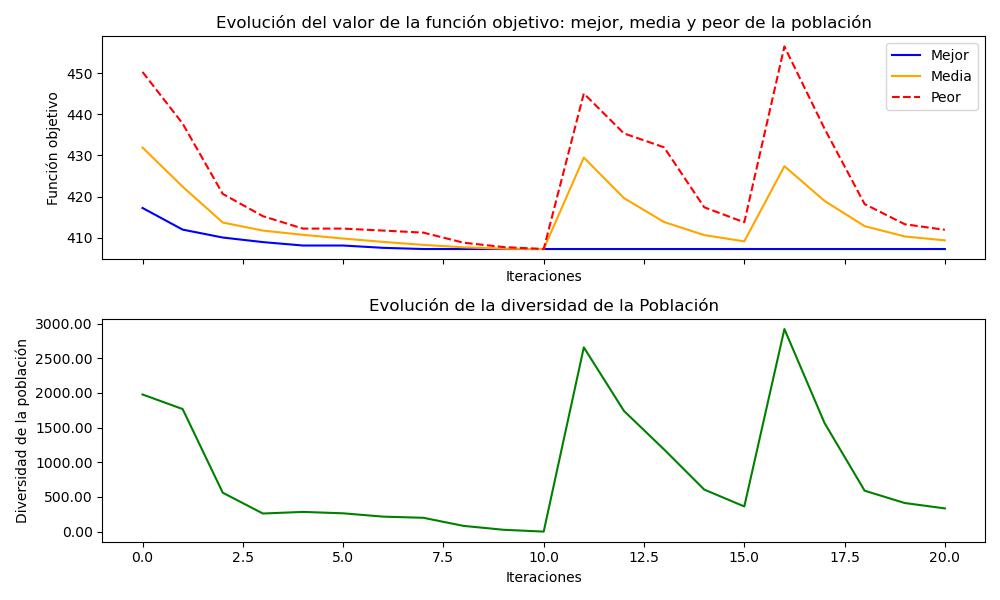 Evolución del valor de la función objetivo: mejor, media y peor de la población
Función objetivo
450
440
430
420
410
Mejor
Media
Peor
Iteraciones
Evolución de la diversidad de la Población
Diversidad de la población
3000.00
2500.00
2000.00
1500.00
1000.00
500.00
0.00
0.0 2.5 5.0 7.5 10.0 12.5 15.0 17.5 20.0
Iteraciones